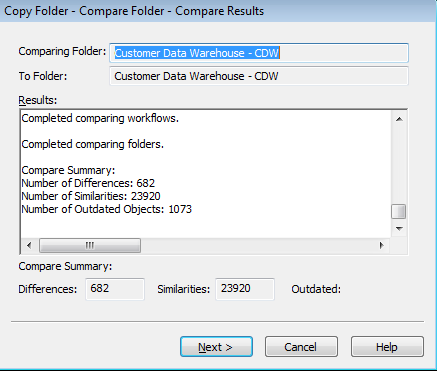 Copy Folder - Compare Folder - Compare Results
Comparing Folder: Customer Data Warehouse - CDW
To Folder: Customer Data Warehouse - CDW
Results:
Completed comparing workflows.
Completed comparing folders.
Compare Summary:
Number of Differences: 682
Number of Similarities: 23920
Number of Outdated Objects: 1073
Compare Summary:
Differences: 682 Similarities: 23920 Outdated:
Next > Cancel Help